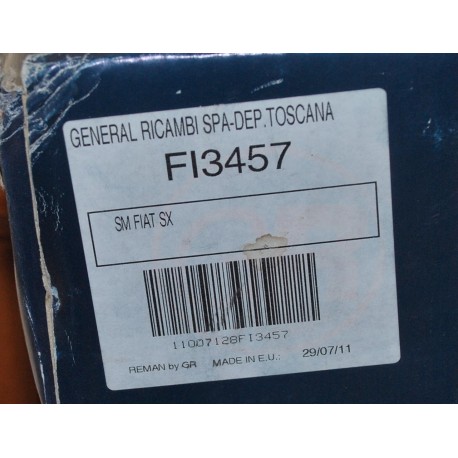 GENERAL RICAMBI SPA-DEP.TOSCANA
FI3457
SM FIAT SX
11007128FI3457
REMAN by GR MADE IN E.U.: 29/07/11